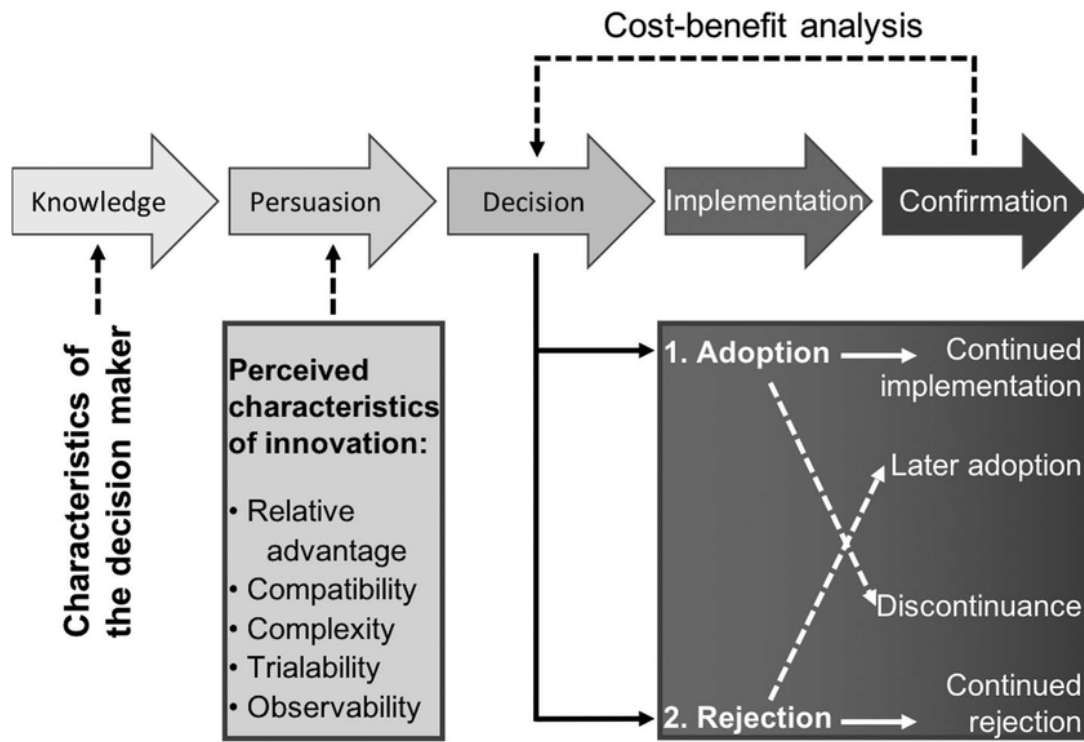 Cost-benefit analysis
Knowledge
Persuasion
Decision
Implementation
Confirmation
Characteristics of
the decision maker
Perceived
characteristics
of innovation:
• Relative
advantage
• Compatibility
• Complexity
• Trialability
• Observability
1. Adoption
Continued
implementation
Later adoption
Discontinuance
2. Rejection
Continued
rejection